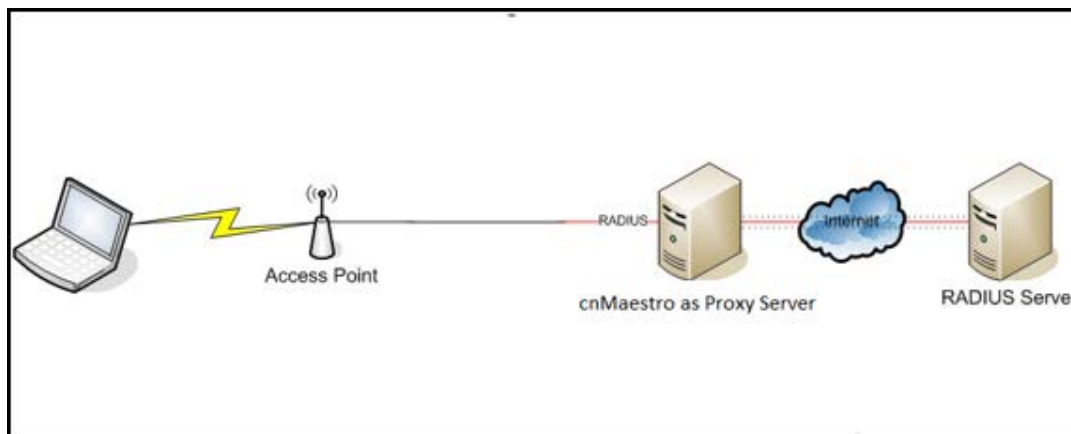 RADIUS
Internet
Access Point
cnMaestro as Proxy Server
RADIUS Serve